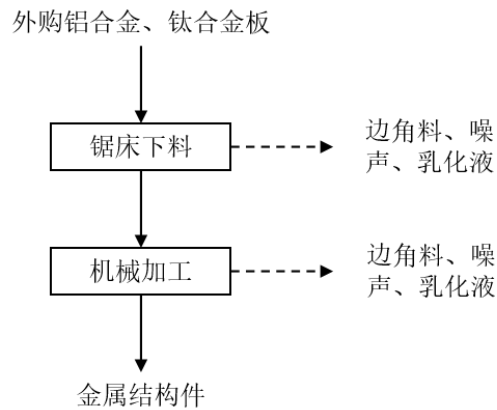 外购铝合金、钛合金板
锯床下料
边角料、噪
声、乳化液
机械加工
边角料、噪
声、乳化液
金属结构件